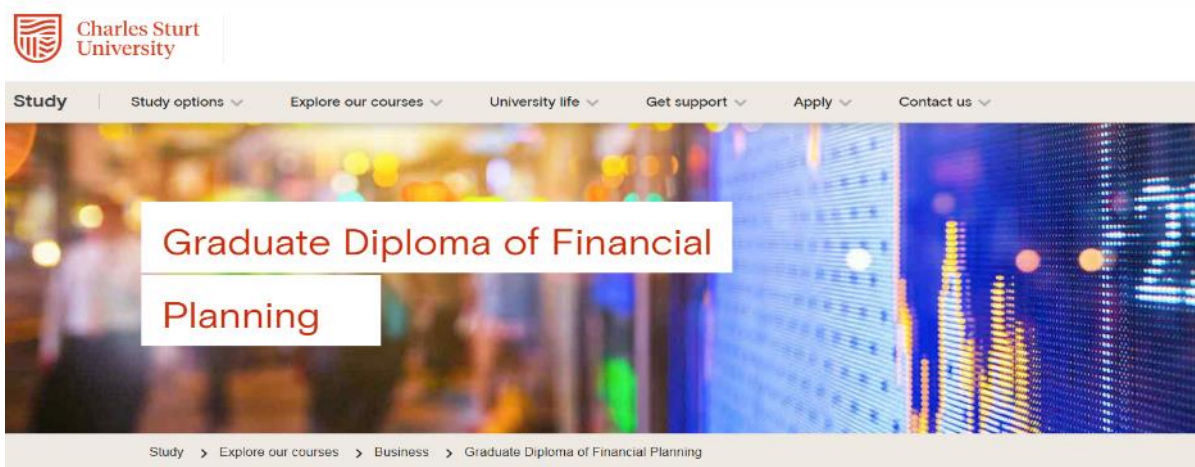 Charles Sturt
University
Study Study options Explore our courses University life Get support Apply Contact us
Graduate Diploma of Financial
Planning
Study > Explore our courses > Business > Graduate Diploma of Financial Planning